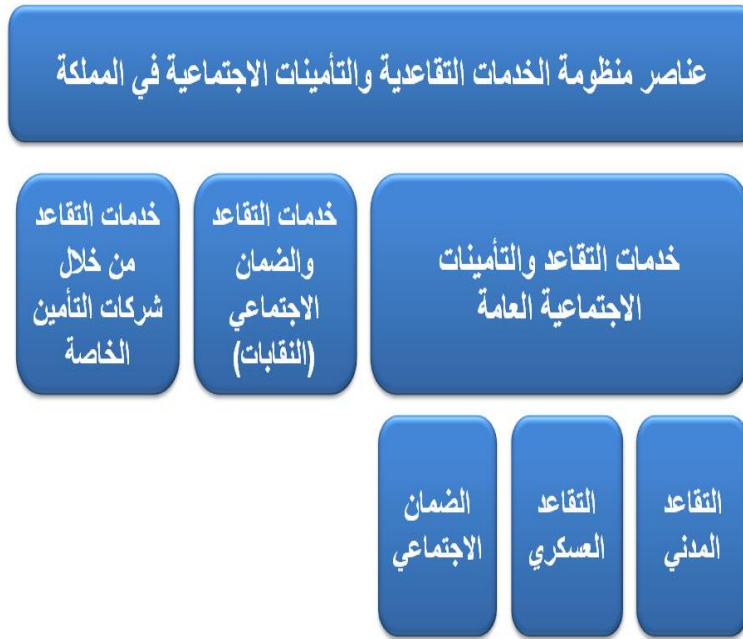 عناصر منظومة الخدمات التقاعدية والتأمينات الاجتماعية في المملكة
خدمات التقاعد والتأمينات
الاجتماعية العامة
خدمات التقاعد
والضمان
الاجتماعي
(النقابات)
خدمات التقاعد
من خلال
شركات التأمين
الخاصة
التقاعد
المدني
التقاعد
العسكري
الضمان
الاجتماعي